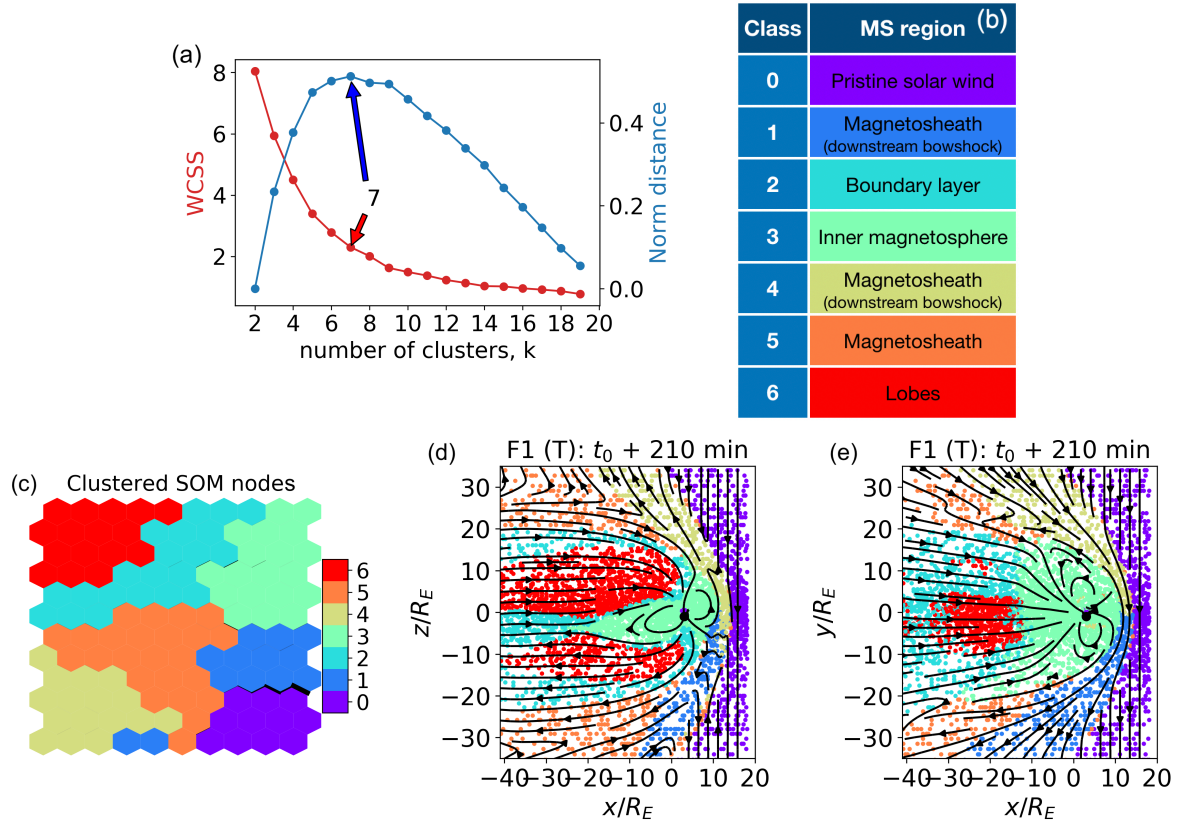 (a)
8
6
4
2
WCSS
0.4
0.2
0.0
Norm distance
7
2 4 6 8 10 12 14 16 18 20
number of clusters, k
(b)
Class MS region
0 Pristine solar wind
1 Magnetosheath
(downstream bowshock)
2 Boundary layer
3 Inner magnetosphere
4 Magnetosheath
(downstream bowshock)
5 Magnetosheath
6 Lobes
(c)
Clustered SOM nodes
6
5
4
3
2
1
0
(d)
F1 (T): t₀ + 210 min
30
20
10
0
−10
−20
−30
z/R_E
−40 −30 −20 −10 0 10 20
x/R_E
(e)
F1 (T): t₀ + 210 min
30
20
10
0
−10
−20
−30
y/R_E
−40 −30 −20 −10 0 10 20
x/R_E